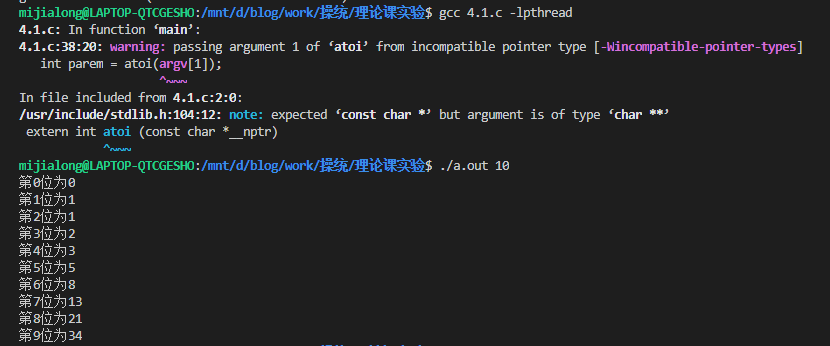 mijialong@LAPTOP-QTCGESHO:/mnt/d/blog/work/操统/理论课实验$ gcc 4.1.c -lpthread
4.1.c: In function ‘main’:
4.1.c:38:20: warning: passing argument 1 of ‘atoi’ from incompatible pointer type [-Wincompatible-pointer-types]
int parem = atoi(argv[1]);
^~~~
In file included from 4.1.c:2:0:
/usr/include/stdlib.h:104:12: note: expected ‘const char *’ but argument is of type ‘char **’
extern int atoi (const char *__nptr)
^~~~
mijialong@LAPTOP-QTCGESHO:/mnt/d/blog/work/操统/理论课实验$ ./a.out 10
第0位为0
第1位为1
第2位为1
第3位为2
第4位为3
第5位为5
第6位为8
第7位为13
第8位为21
第9位为34